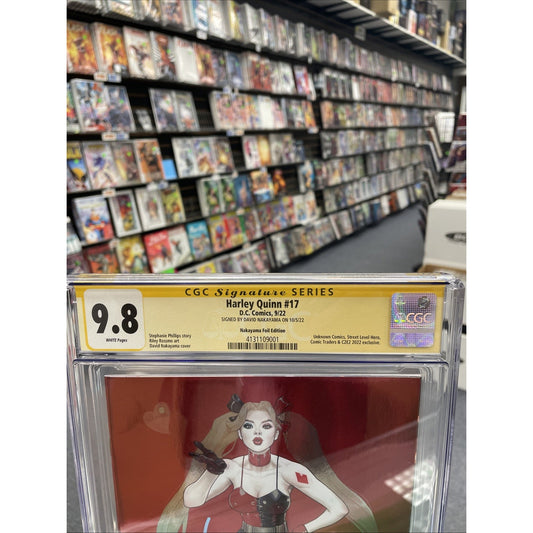 CGC Signature SERIES
Harley Quinn #17
D.C. Comics, 9/22
SIGNED BY DAVID NAKAYAMA ON 10/5/22
9.8
WHITE Pages
Nakayama Foil Edition
Stephanie Phillips story
Riley Rossmo art
David Nakayama cover
4131109001
Unknown Comics, Street Level Hero,
Comic Traders & C2E2 2022 exclusive.
CGC